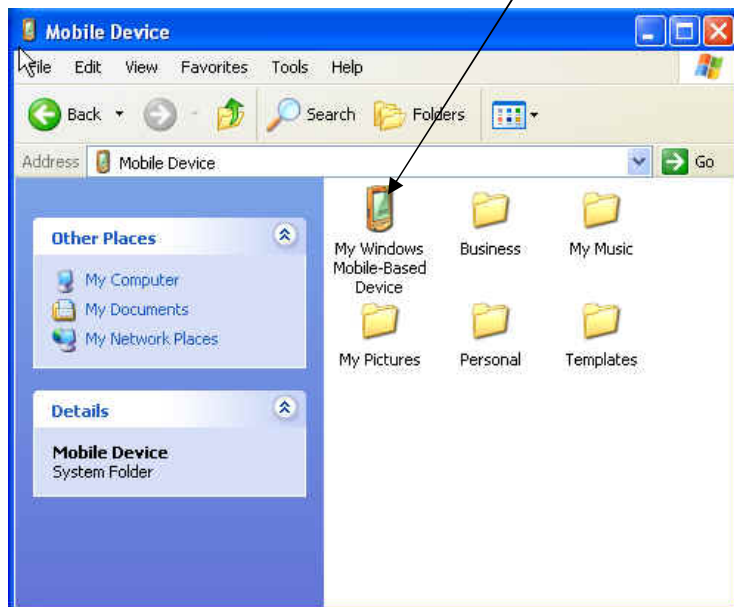 Mobile Device
File Edit View Favorites Tools Help
Back Search Folders
Address Mobile Device Go
Other Places
My Computer
My Documents
My Network Places
Details
Mobile Device
System Folder
My Windows
Mobile-Based
Device
Business
My Music
My Pictures
Personal
Templates